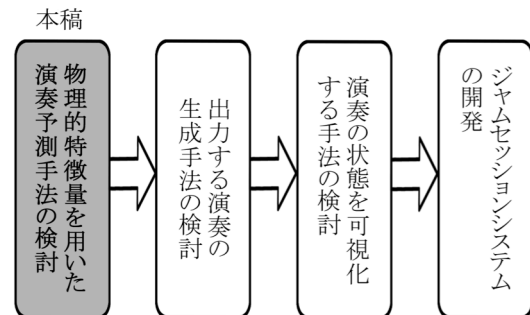 本稿
物理的特徴量を用いた
演奏予測手法の検討
出力する演奏の
生成手法の検討
演奏の状態を可視化
する手法の検討
ジャムセッションシステム
の開発